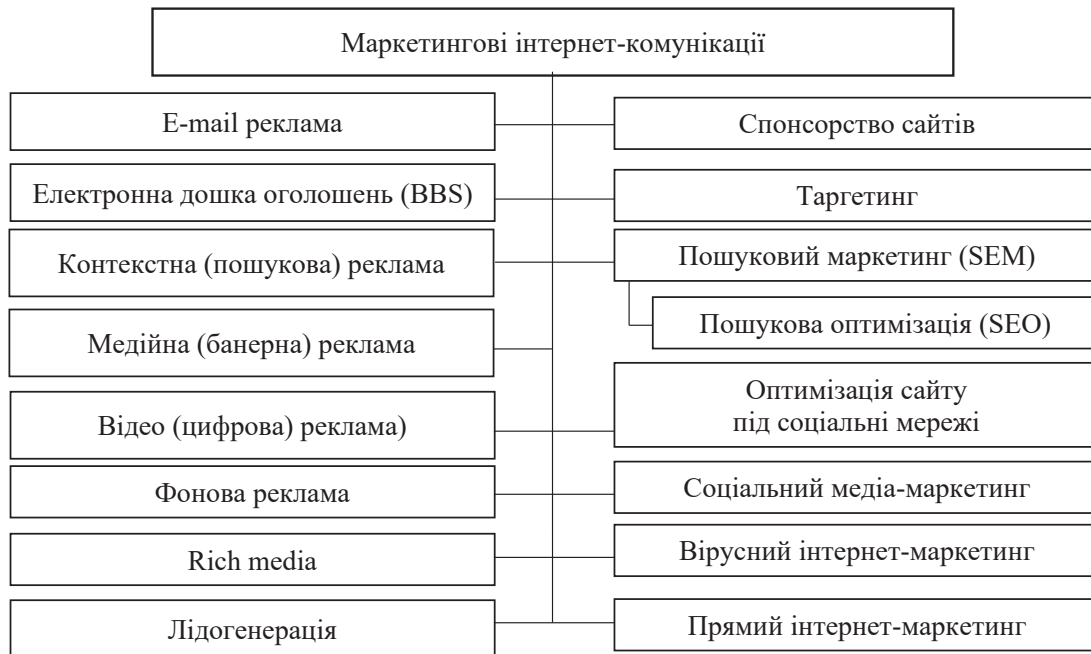 Маркетингові інтернет-комунікації
E-mail реклама
Електронна дошка оголошень (BBS)
Контекстна (пошукова) реклама
Медійна (банерна) реклама
Відео (цифрова) реклама)
Фонова реклама
Rich media
Лідогенерація
Спонсорство сайтів
Таргетинг
Пошуковий маркетинг (SEM)
Пошукова оптимізація (SEO)
Оптимізація сайту
під соціальні мережі
Соціальний медіа-маркетинг
Вірусний інтернет-маркетинг
Прямий інтернет-маркетинг